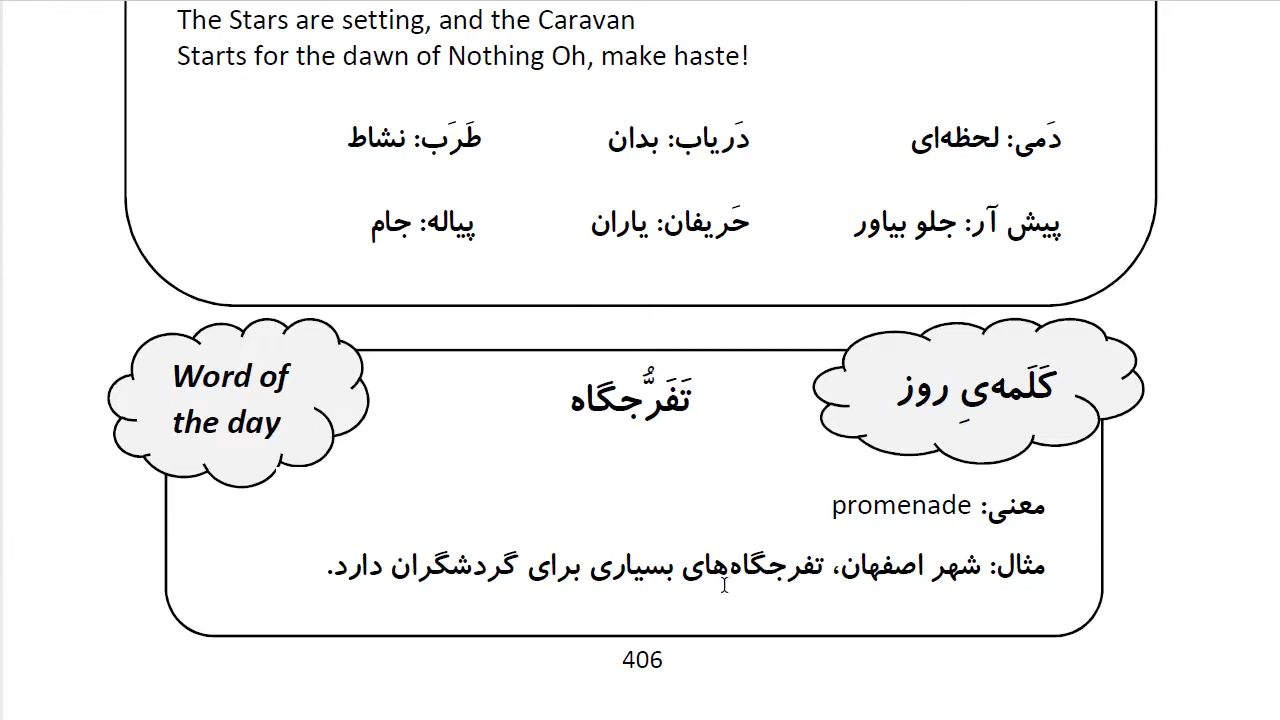 The Stars are setting, and the Caravan
Starts for the dawn of Nothing Oh, make haste!
دَمی: لحظه‌ای دَریاب: بدان طَرَب: نشاط
پیش آر: جلو بیاور حَریفان: یاران پیاله: جام
کَلَمه‌یِ روز
تَفَرُّجگاه
Word of
the day
معنی: promenade
مثال: شهر اصفهان، تفرجگاه‌های بسیاری برای گردشگران دارد.
406